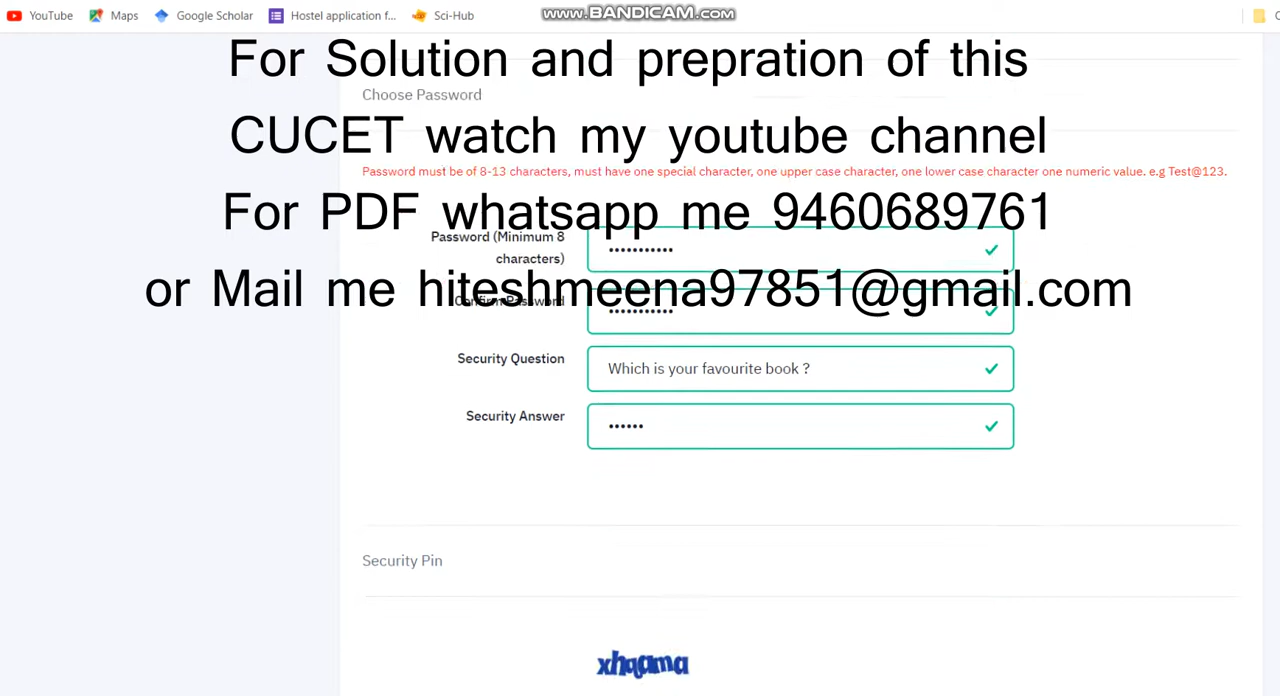 YouTube Maps Google Scholar Hostel application f... Sci-Hub
www.BANDICAM.com
For Solution and prepration of this
Choose Password
CUCET watch my youtube channel
Password must be of 8-13 characters, must have one special character, one upper case character, one lower case character one numeric value. e.g Test@123.
For PDF whatsapp me 9460689761
Password (Minimum 8
characters)
or Mail me hiteshmeena97851@gmail.com
Confirm Password
Security Question
Which is your favourite book ?
Security Answer
Security Pin
xhqama